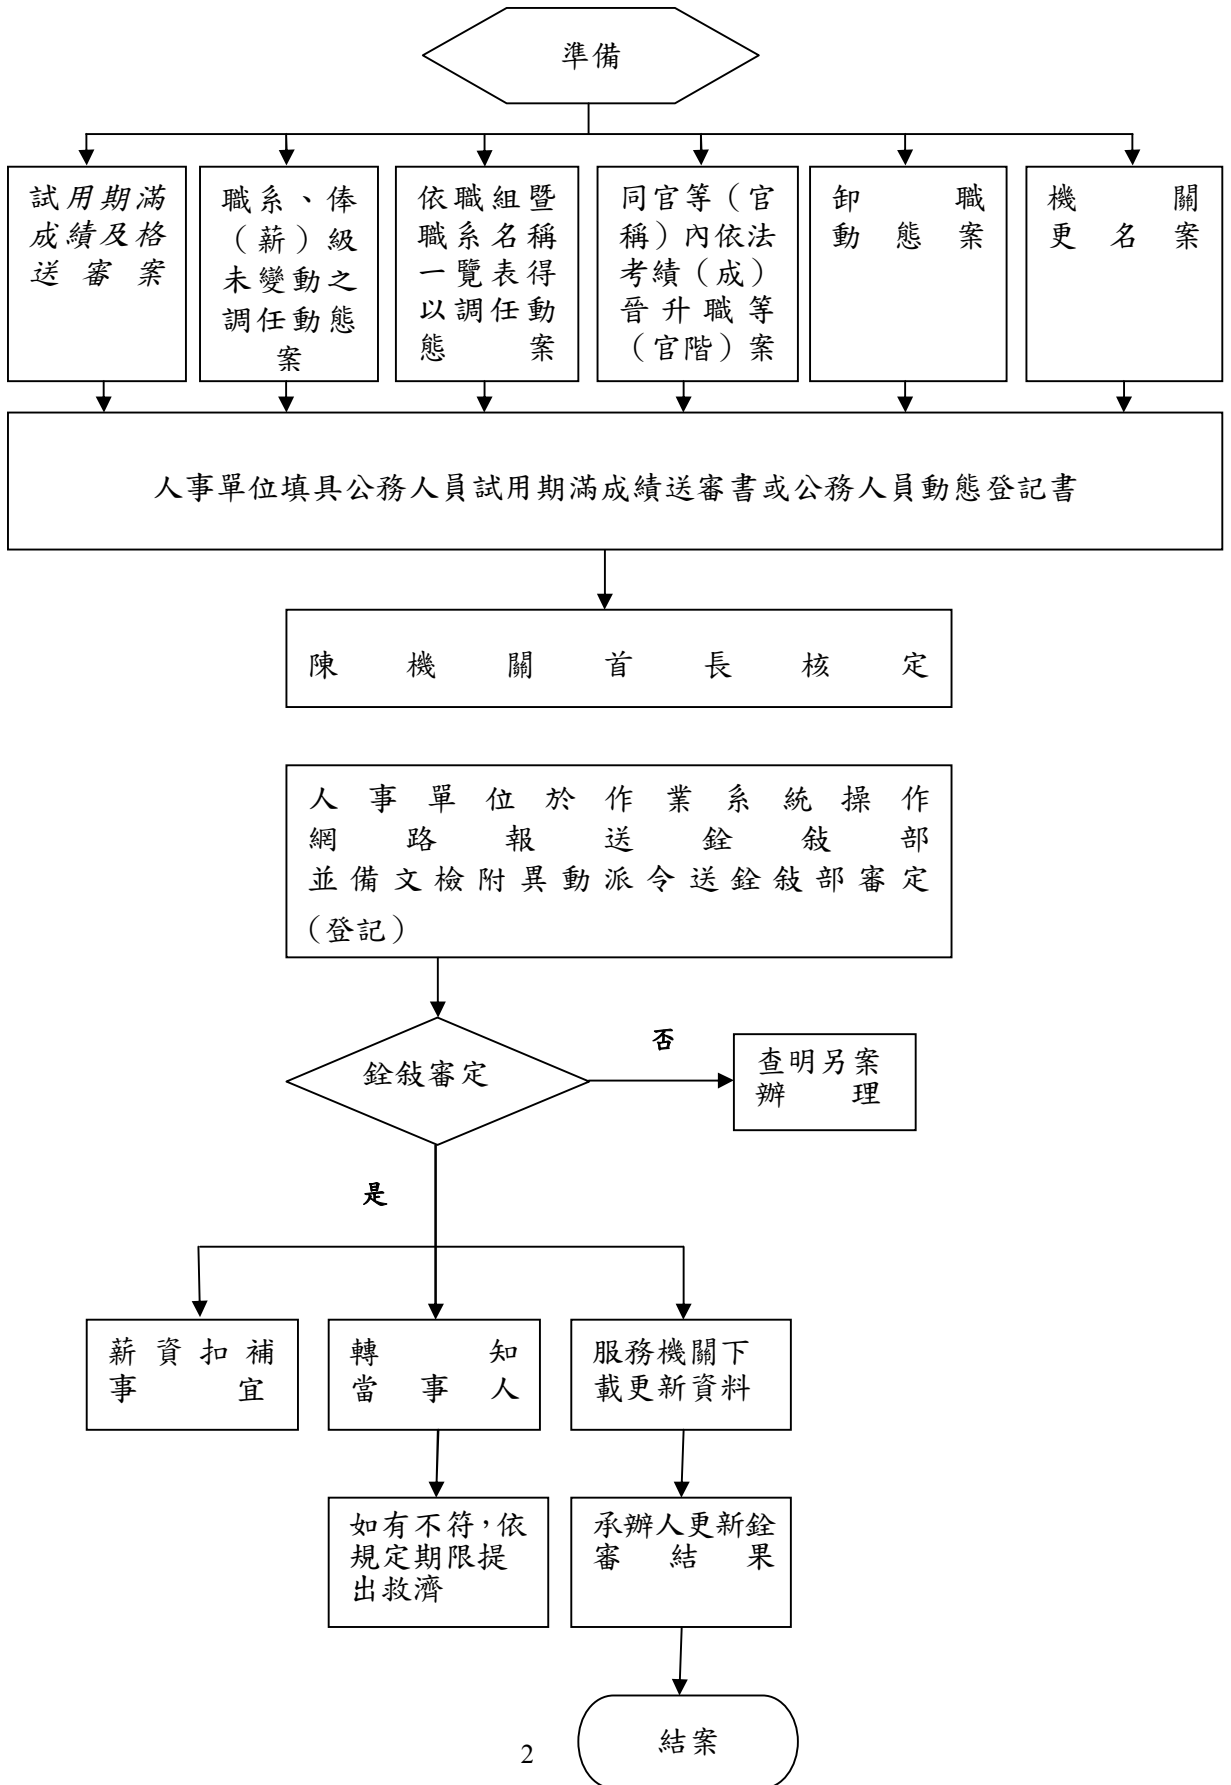 準備
試用期滿
成績及格
送審案
職系、俸
（薪）級
未變動之
調任動態
案
依職組暨
職系名稱
一覽表得
以調任動
態案
同官等（官
稱）內依法
考績（成）
晉升職等
（官階）案
卸職
動態案
機關
更名案
人事單位填具公務人員試用期滿成績送審書或公務人員動態登記書
陳機關首長核定
人事單位於作業系統操作
網路報送銓敍部
並備文檢附異動派令送銓敍部審定
(登記)
銓敍審定
否
查明另案
辦理
是
薪資扣補
事宜
轉知
當事人
服務機關下
載更新資料
如有不符，依
規定期限提
出救濟
承辦人更新銓
審結果
結案
2